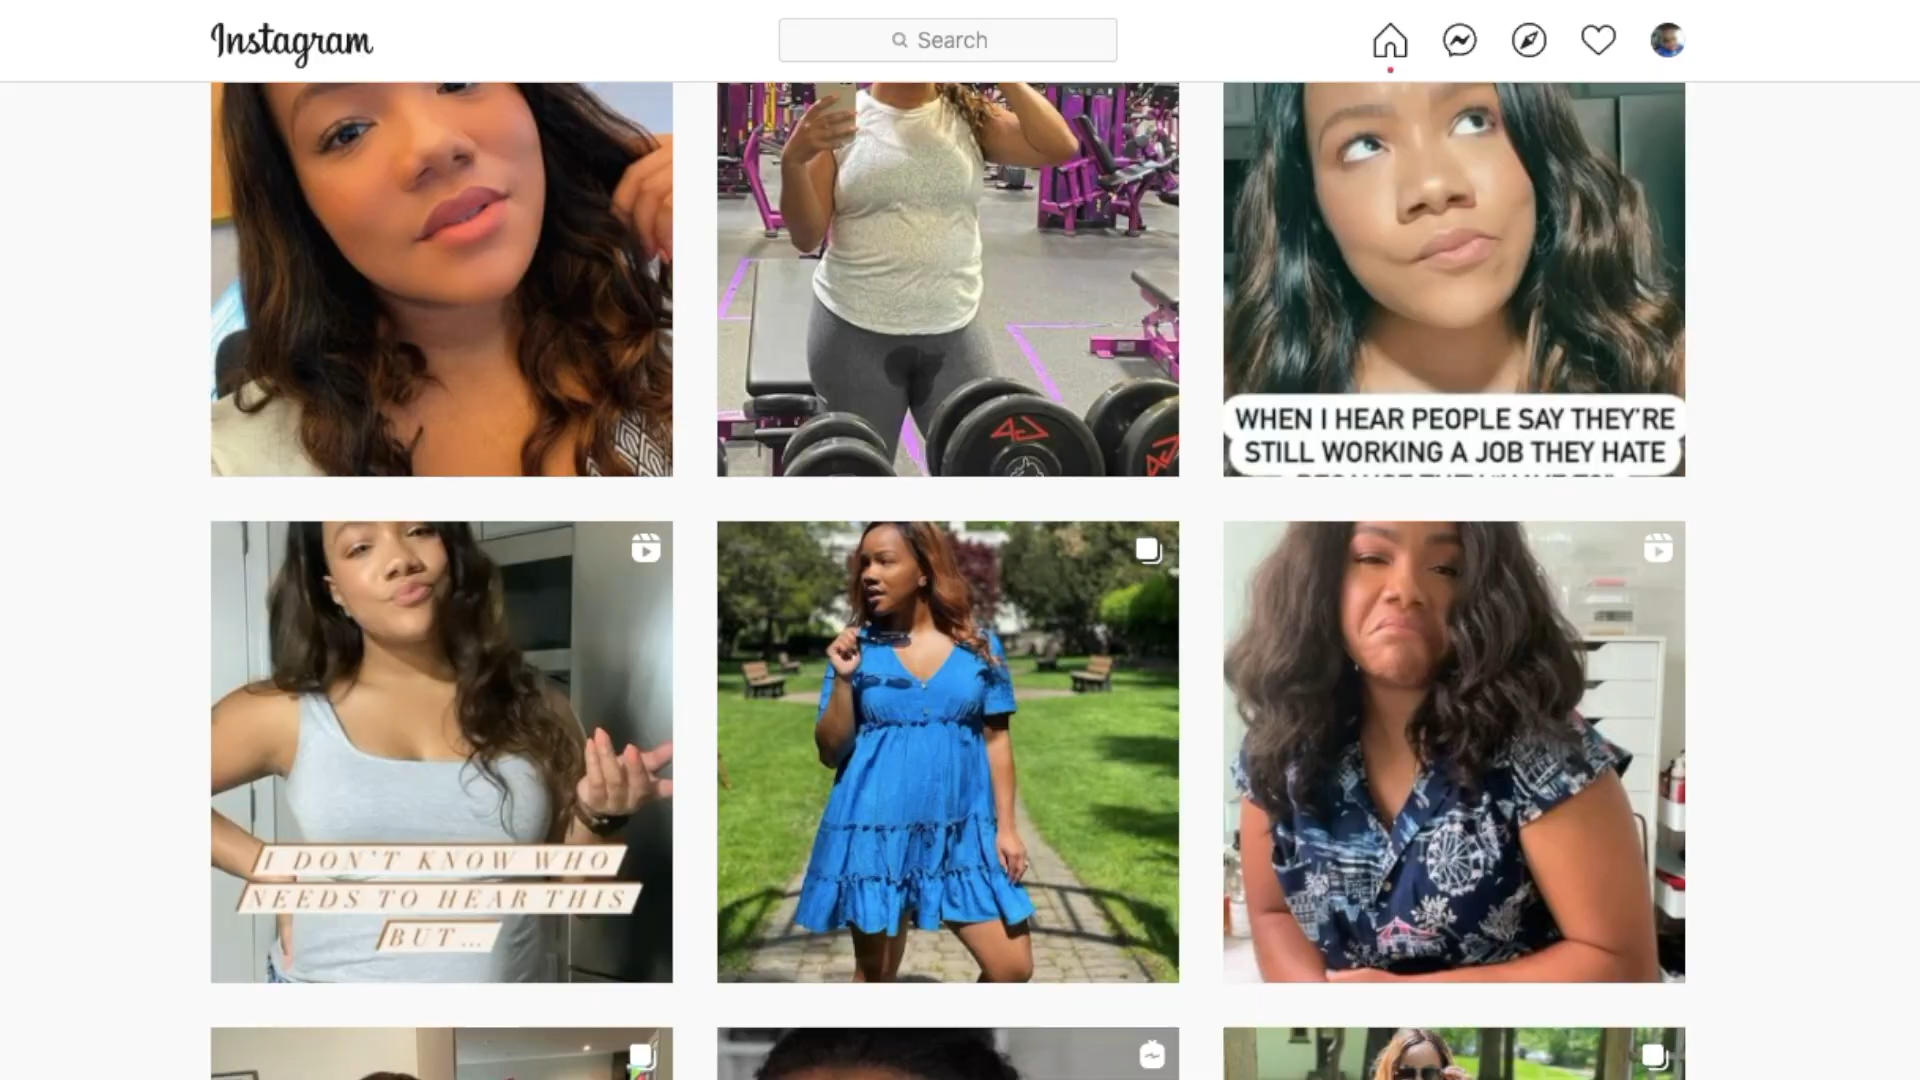 Instagram
Search
WHEN I HEAR PEOPLE SAY THEY'RE
STILL WORKING A JOB THEY HATE
I DON'T KNOW WHO
NEEDS TO HEAR THIS
BUT...